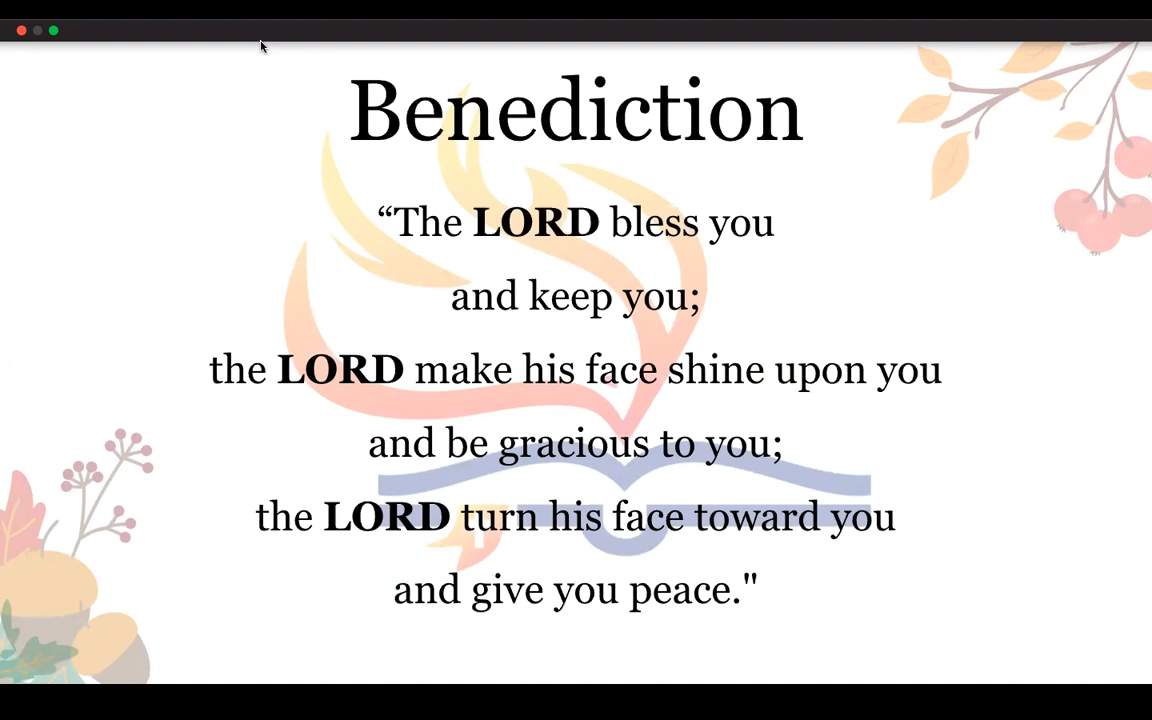 Benediction
“The LORD bless you
and keep you;
the LORD make his face shine upon you
and be gracious to you;
the LORD turn his face toward you
and give you peace."